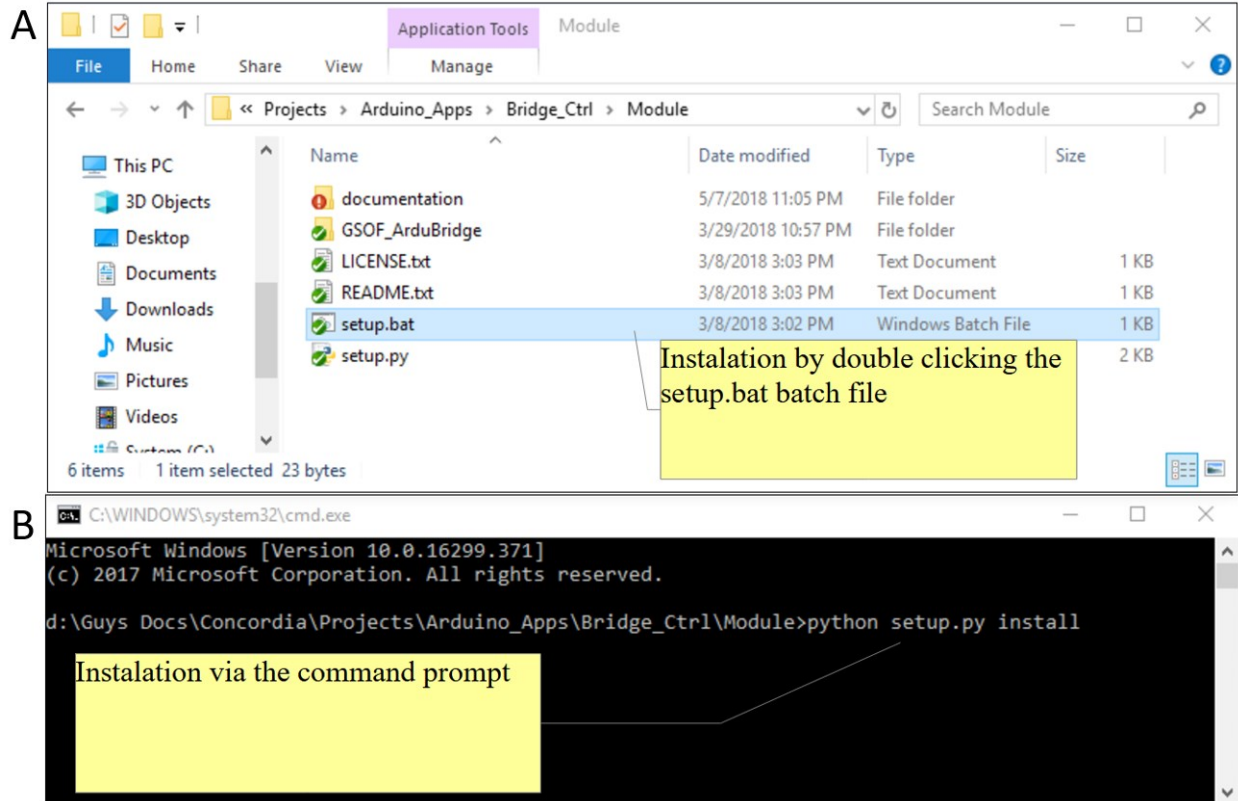 A
Application Tools Module
File Home Share View Manage
« Projects › Arduino_Apps › Bridge_Ctrl › Module Search Module
This PC
3D Objects
Desktop
Documents
Downloads
Music
Pictures
Videos
System (C:)
Name Date modified Type Size
documentation 5/7/2018 11:05 PM File folder
GSOF_ArduBridge 3/29/2018 10:57 PM File folder
LICENSE.txt 3/8/2018 3:03 PM Text Document 1 KB
README.txt 3/8/2018 3:03 PM Text Document 1 KB
setup.bat 3/8/2018 3:02 PM Windows Batch File 1 KB
setup.py 2 KB
Instalation by double clicking the
setup.bat batch file
6 items 1 item selected 23 bytes
B
C:\WINDOWS\system32\cmd.exe
Microsoft Windows [Version 10.0.16299.371]
(c) 2017 Microsoft Corporation. All rights reserved.
d:\Guys Docs\Concordia\Projects\Arduino_Apps\Bridge_Ctrl\Module>python setup.py install
Instalation via the command prompt